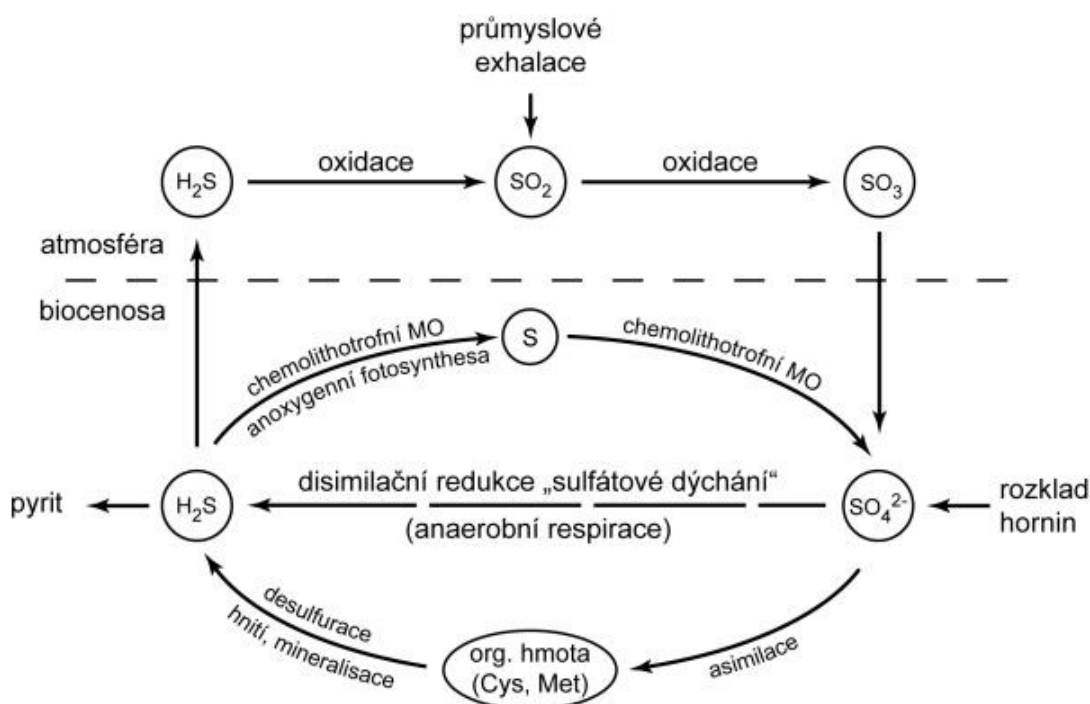 průmyslové
exhalace
oxidace
oxidace
H₂S
SO₂
SO₃
atmosféra
biocenosa
S
chemolithotrofní MO
anoxygenní fotosynthesa
chemolithotrofní MO
disimilační redukce „sulfátové dýchání“
(anaerobní respirace)
pyrit
H₂S
SO₄²⁻
rozklad
hornin
desulfurace
hnití, mineralisace
org. hmota
(Cys, Met)
asimilace